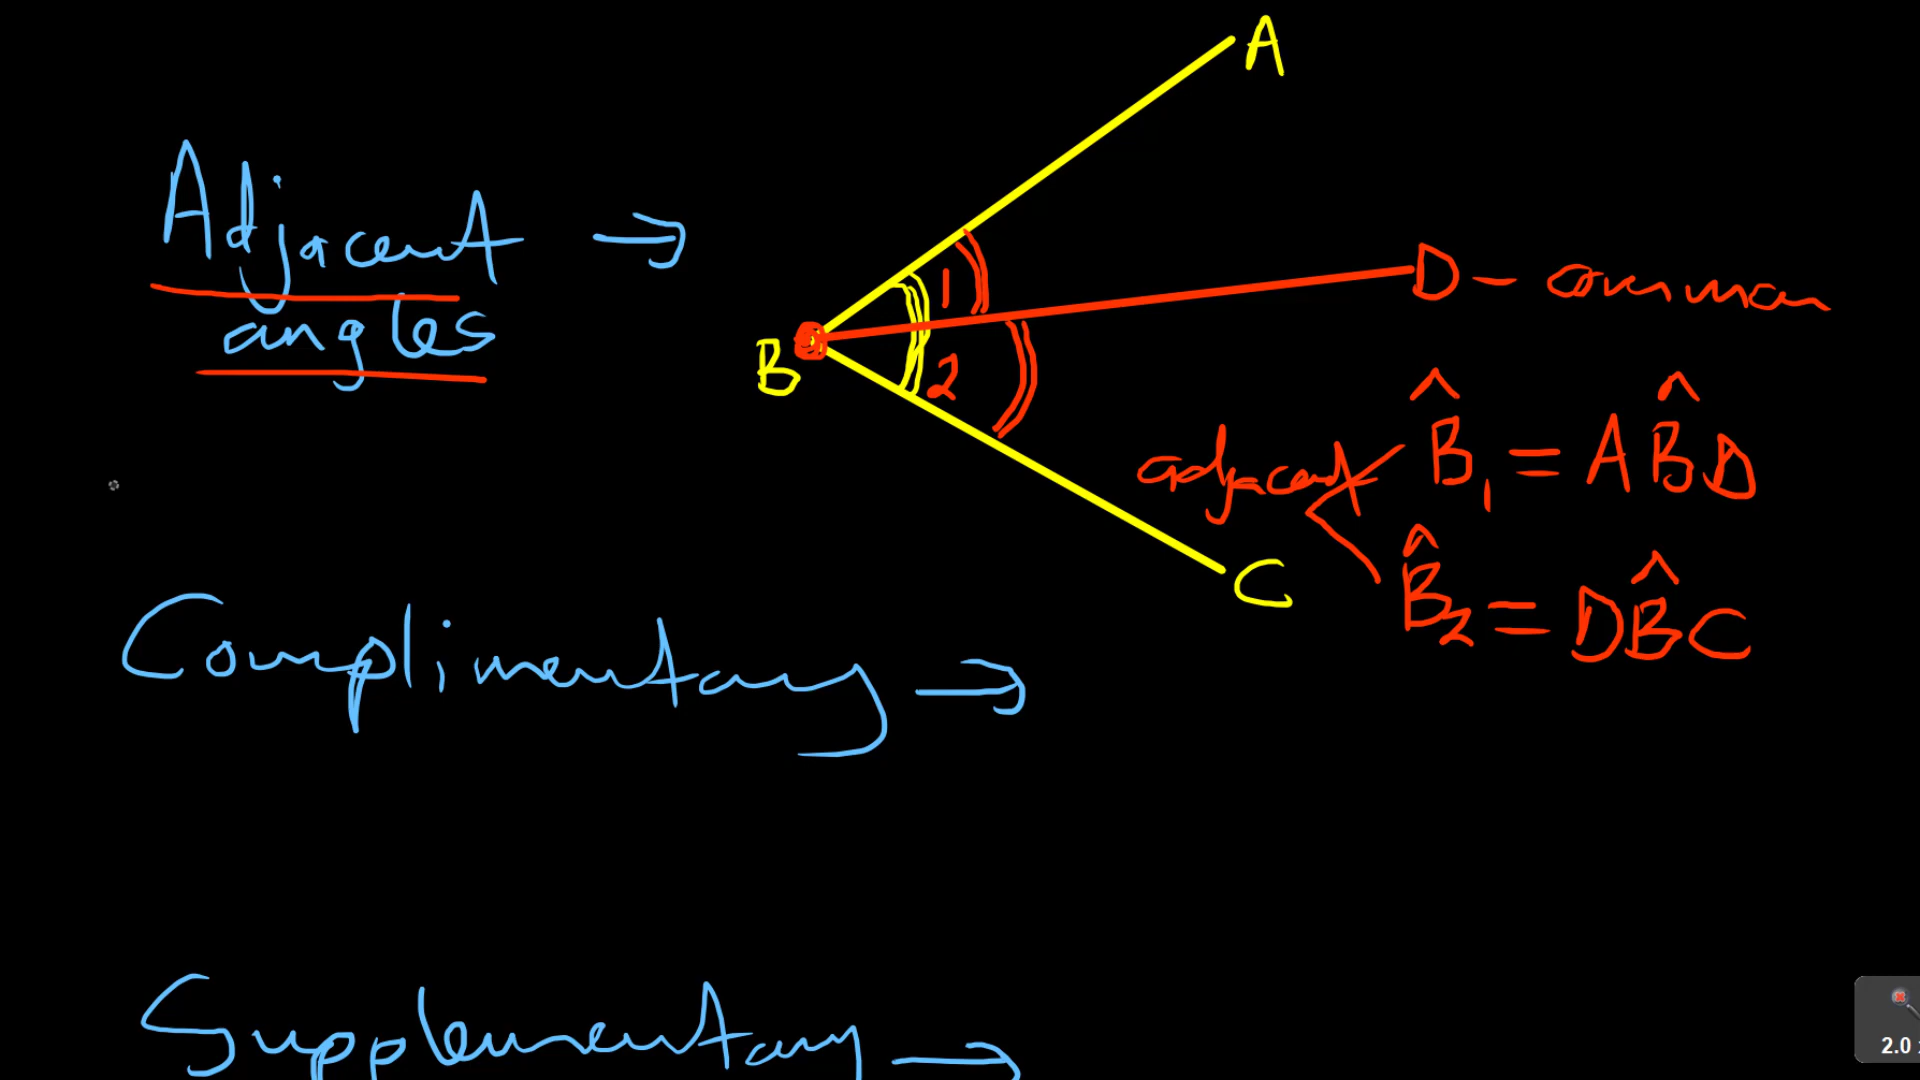 A
Adjacent →
1
D - common
angles
B
2
adjacent B̂₁ = AB̂D
C
B̂₂ = DB̂C
Complimentary →
Supplementary →
2.0